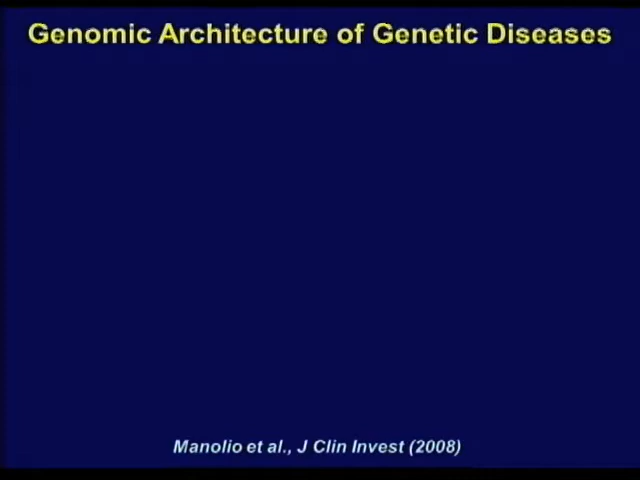 Genomic Architecture of Genetic Diseases
Manolio et al., J Clin Invest (2008)